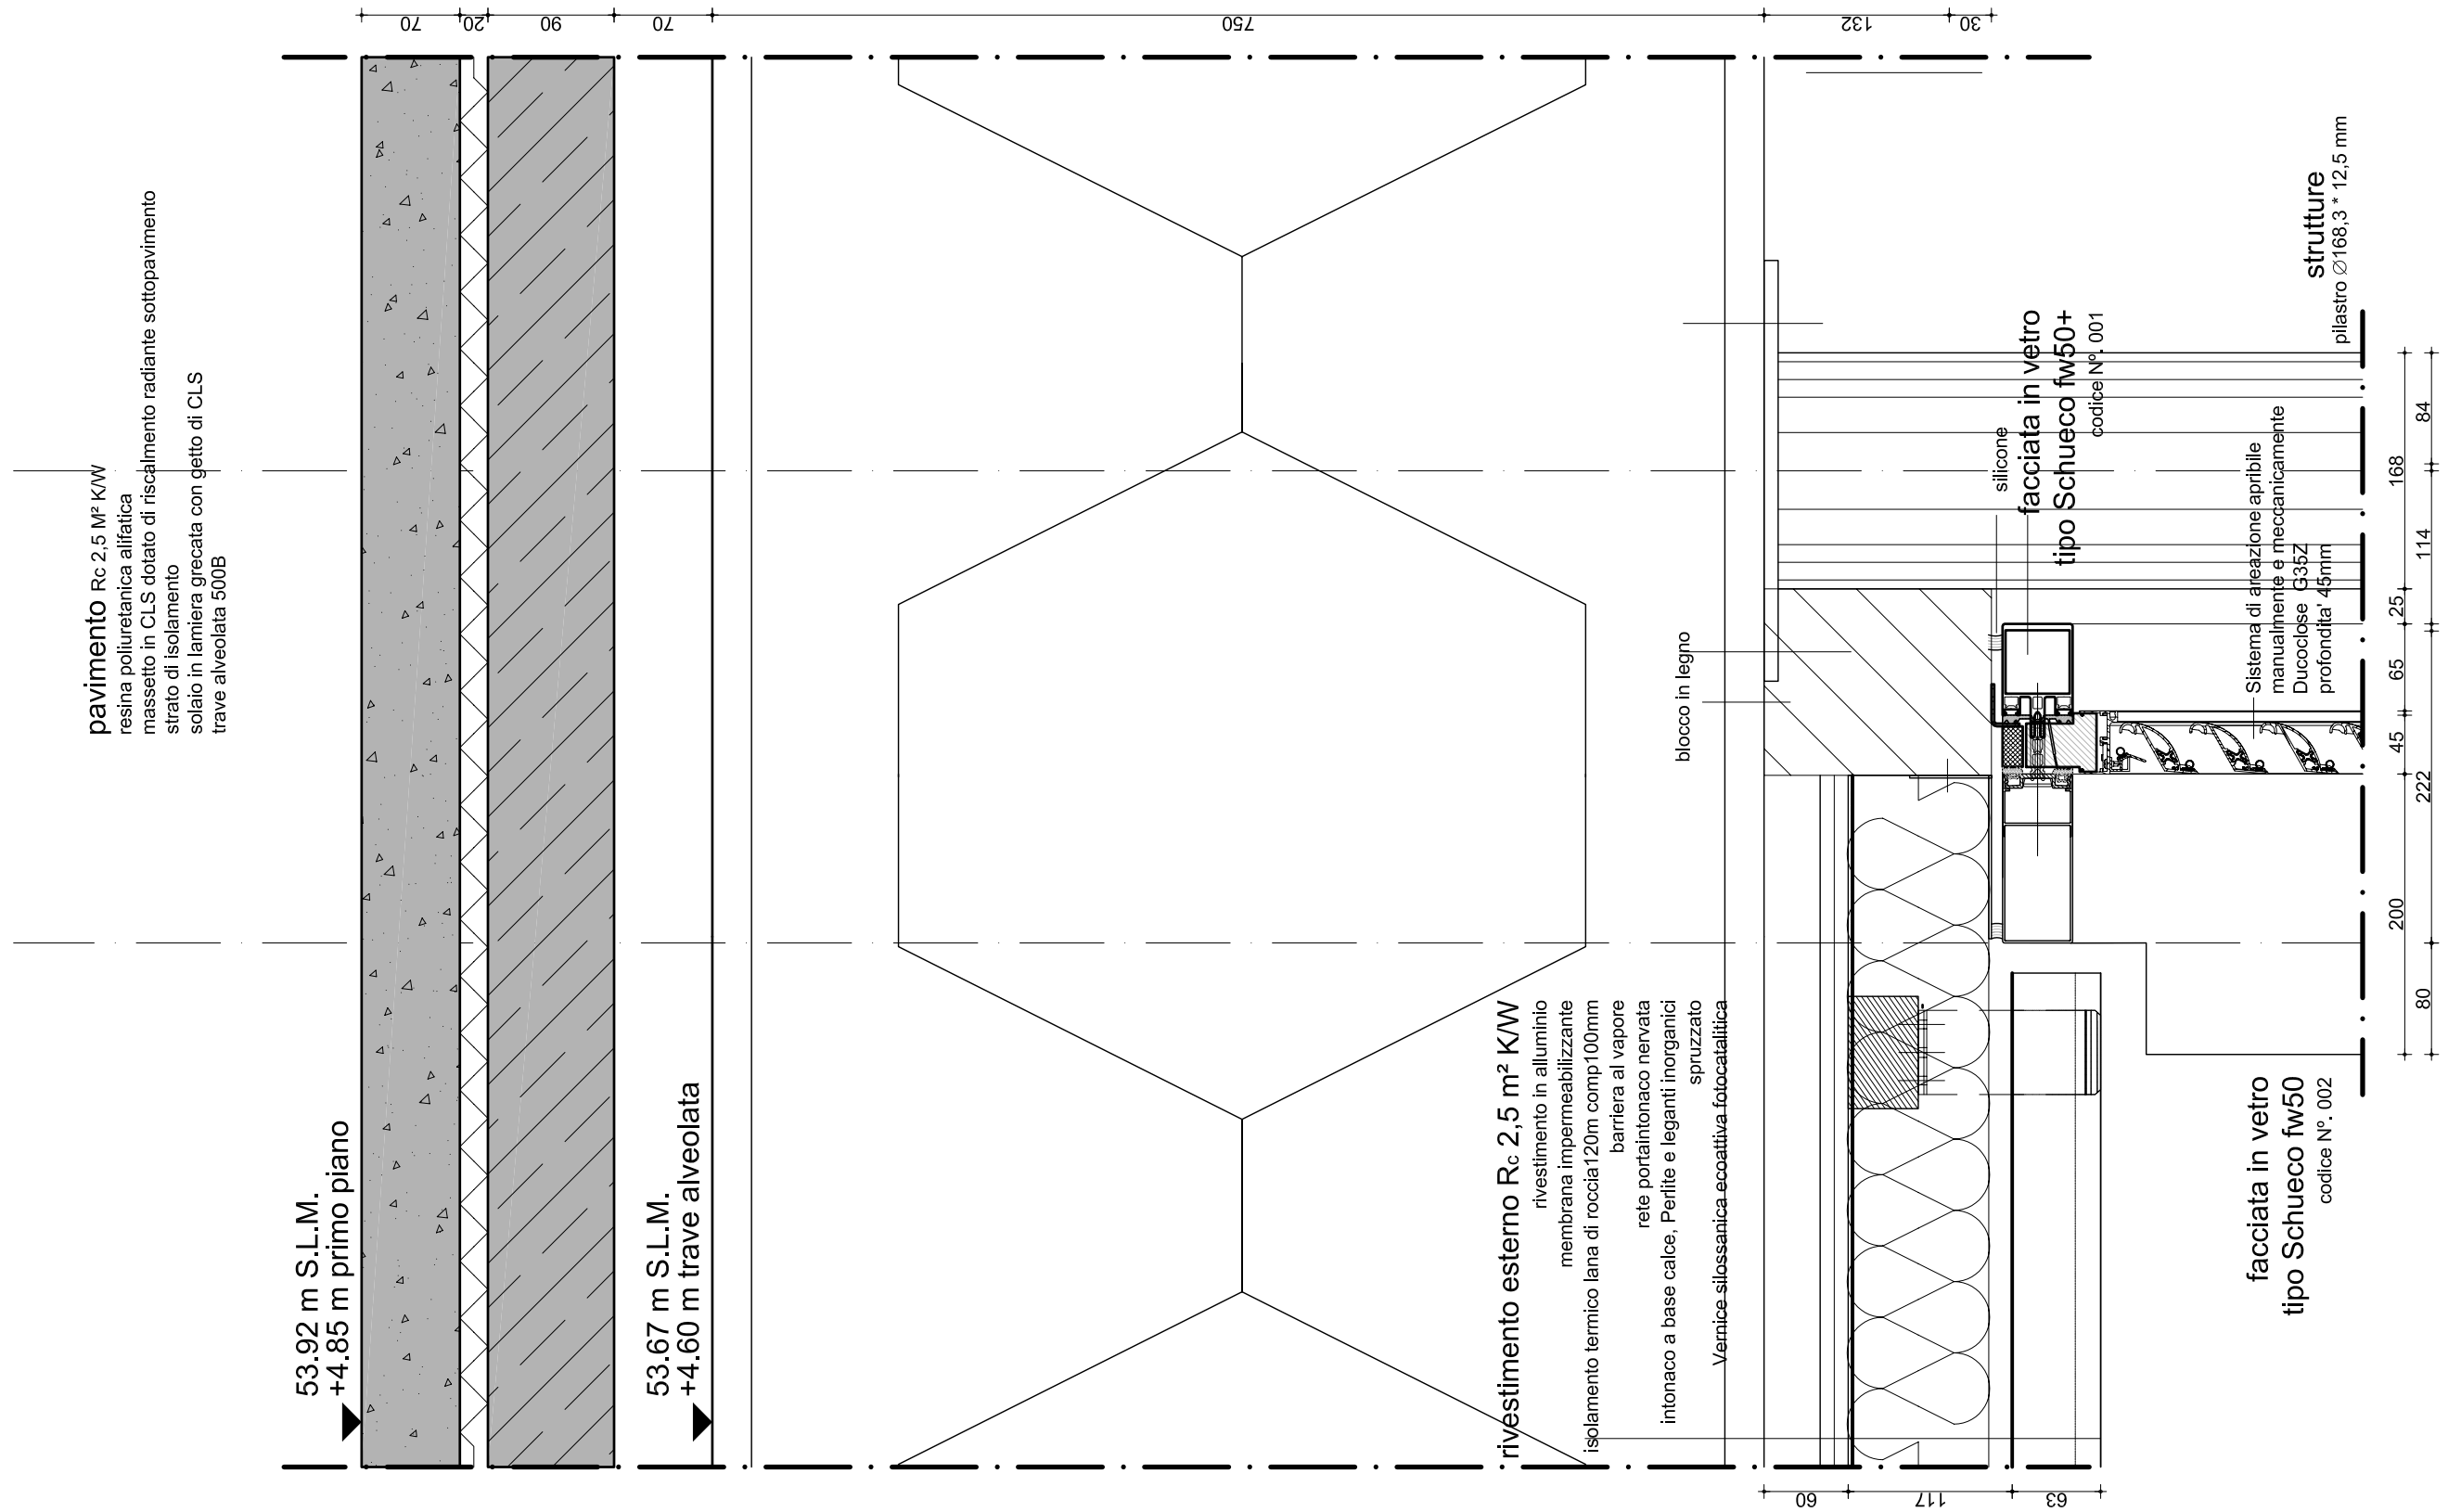 pavimento Rc 2,5 M² K/W
resina poliuretanica alifatica
massetto in CLS dotato di riscalmento radiante sottopavimento
strato di isolamento
solaio in lamiera grecata con getto di CLS
trave alveolata 500B
53.92 m S.L.M.
+4.85 m primo piano
53.67 m S.L.M.
+4.60 m trave alveolata
rivestimento esterno Rc 2,5 m² K/W
rivestimento in alluminio
membrana impermeabilizzante
isolamento termico lana di roccia120m comp100mm
barriera al vapore
rete portaintonaco nervata
intonaco a base calce, Perlite e leganti inorganici
spruzzato
Vernice silossanica ecoattiva fotocatalitica
blocco in legno
silicone
facciata in vetro
tipo Schueco fw50+
codice Nº. 001
Sistema di areazione apribile
manualmente e meccanicamente
Ducoclose G35Z
profondita' 45mm
strutture
pilastro Ø168,3 * 12,5 mm
facciata in vetro
tipo Schueco fw50
codice Nº. 002
70
20
90
70
750
132
30
60
117
63
200
45
65
25
168
80
222
114
84